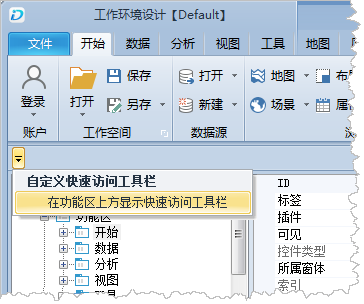 工作环境设计【Default】
文件 开始 数据 分析 视图 工具 地图
登录 打开 保存 另存 打开 新建 地图 场景 布
账户 工作空间 数据源
自定义快速访问工具栏
在功能区上方显示快速访问工具栏
功能区
开始
数据
分析
视图
ID
标签
插件
可见
控件类型
所属窗体
索引